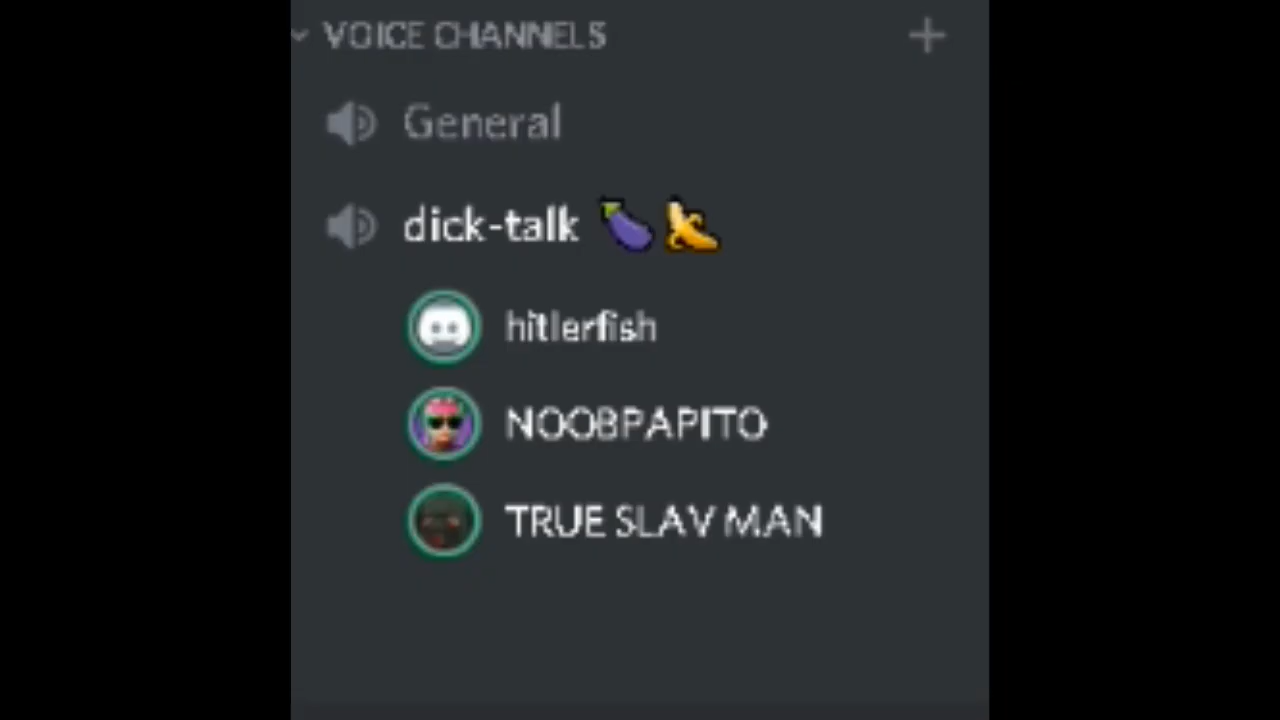 VOICE CHANNELS
General
dick-talk 🍆🍌
hitlerfish
NOOBPAPITO
TRUE SLAV MAN